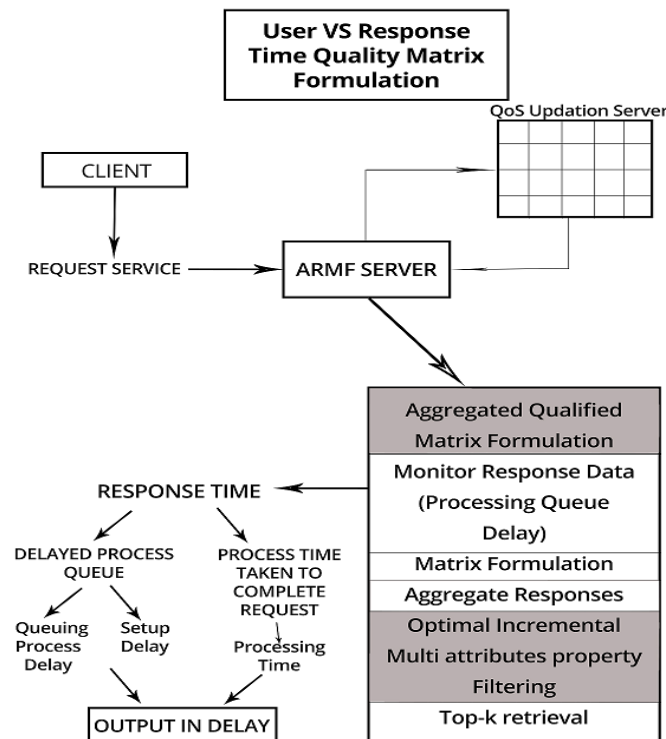 User VS Response
Time Quality Matrix
Formulation
QoS Updation Server
CLIENT
REQUEST SERVICE
ARMF SERVER
Aggregated Qualified
Matrix Formulation
Monitor Response Data
(Processing Queue
Delay)
Matrix Formulation
Aggregate Responses
Optimal Incremental
Multi attributes property
Filtering
Top-k retrieval
RESPONSE TIME
DELAYED PROCESS
QUEUE
PROCESS TIME
TAKEN TO
COMPLETE
REQUEST
Queuing
Process
Delay
Setup
Delay
Processing
Time
OUTPUT IN DELAY